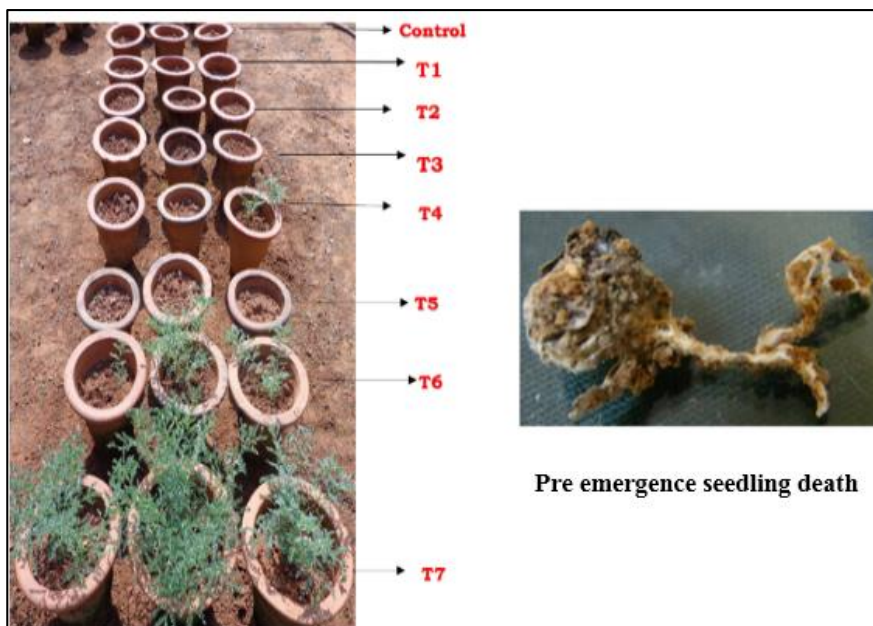 Control
T1
T2
T3
T4
T5
T6
T7
Pre emergence seedling death